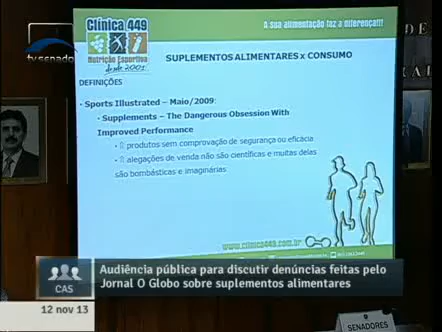 Clínica 449
Nutrição Esportiva
desde 2001
A sua alimentação faz a diferença!!!
tv senado
SUPLEMENTOS ALIMENTARES x CONSUMO
DEFINIÇÕES
• Sports Illustrated – Maio/2009:
• Supplements – The Dangerous Obsession With
Improved Performance
• ⇧ produtos sem comprovação de segurança ou eficácia
• ⇧ alegações de venda não são científicas e muitas delas
são bombásticas e imaginárias
www.clinica449.com.br
CAS
Audiência pública para discutir denúncias feitas pelo
Jornal O Globo sobre suplementos alimentares
12 nov 13
SENADORES